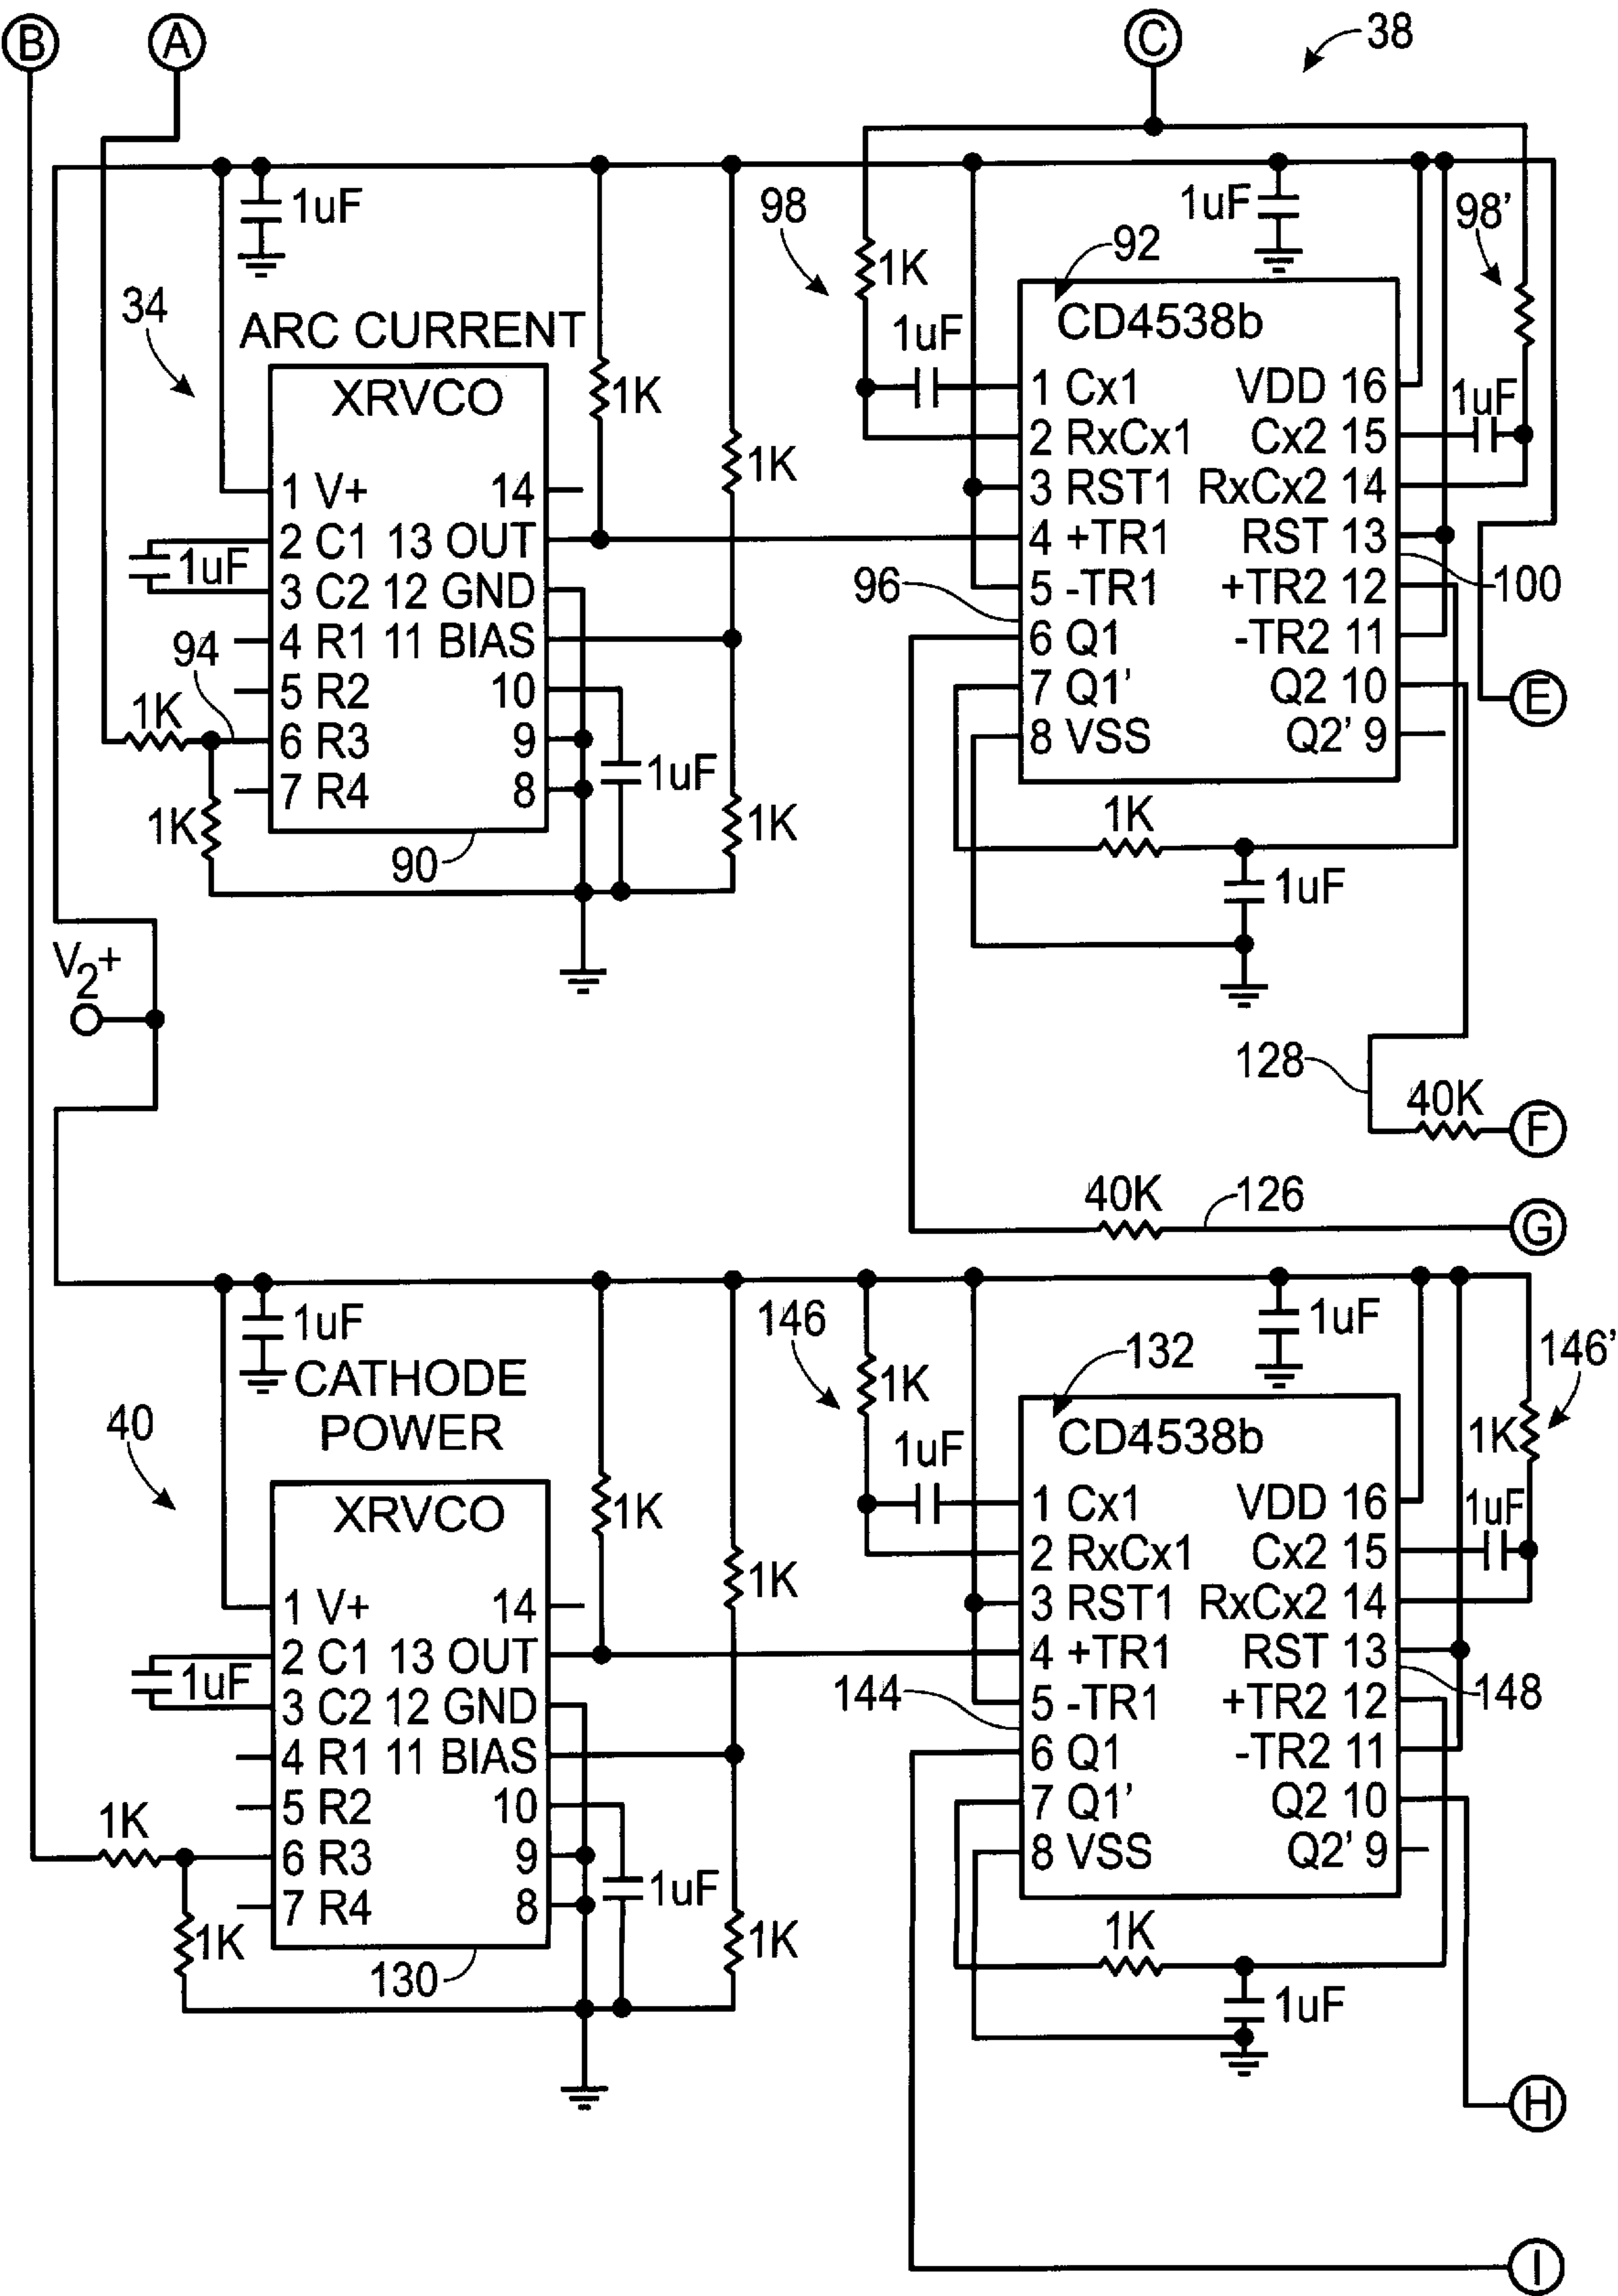 B
A
C
38
1uF
98
1uF
98'
92
1K
34
ARC CURRENT
1uF
CD4538b
XRVCO
1K
1 Cx1
VDD 16
1uF
2 RxCx1
Cx2 15
1K
1 V+
14
3 RST1
RxCx2 14
2 C1
13 OUT
4 +TR1
RST 13
1uF
3 C2
12 GND
96
5 -TR1
+TR2 12
100
94
4 R1
11 BIAS
6 Q1
-TR2 11
5 R2
10
7 Q1'
Q2 10
E
1K
6 R3
9
8 VSS
Q2' 9
1uF
7 R4
8
1K
1K
1K
90
1uF
V2+
128
40K
F
40K
126
G
1uF
146
1uF
146'
132
CATHODE
POWER
1K
1K
40
1uF
CD4538b
XRVCO
1K
1 Cx1
VDD 16
1uF
2 RxCx1
Cx2 15
1K
1 V+
14
3 RST1
RxCx2 14
2 C1
13 OUT
4 +TR1
RST 13
1uF
3 C2
12 GND
144
5 -TR1
+TR2 12
148
4 R1
11 BIAS
6 Q1
-TR2 11
5 R2
10
7 Q1'
Q2 10
1K
6 R3
9
8 VSS
Q2' 9
1uF
7 R4
8
1K
1K
1K
130
1uF
H
I